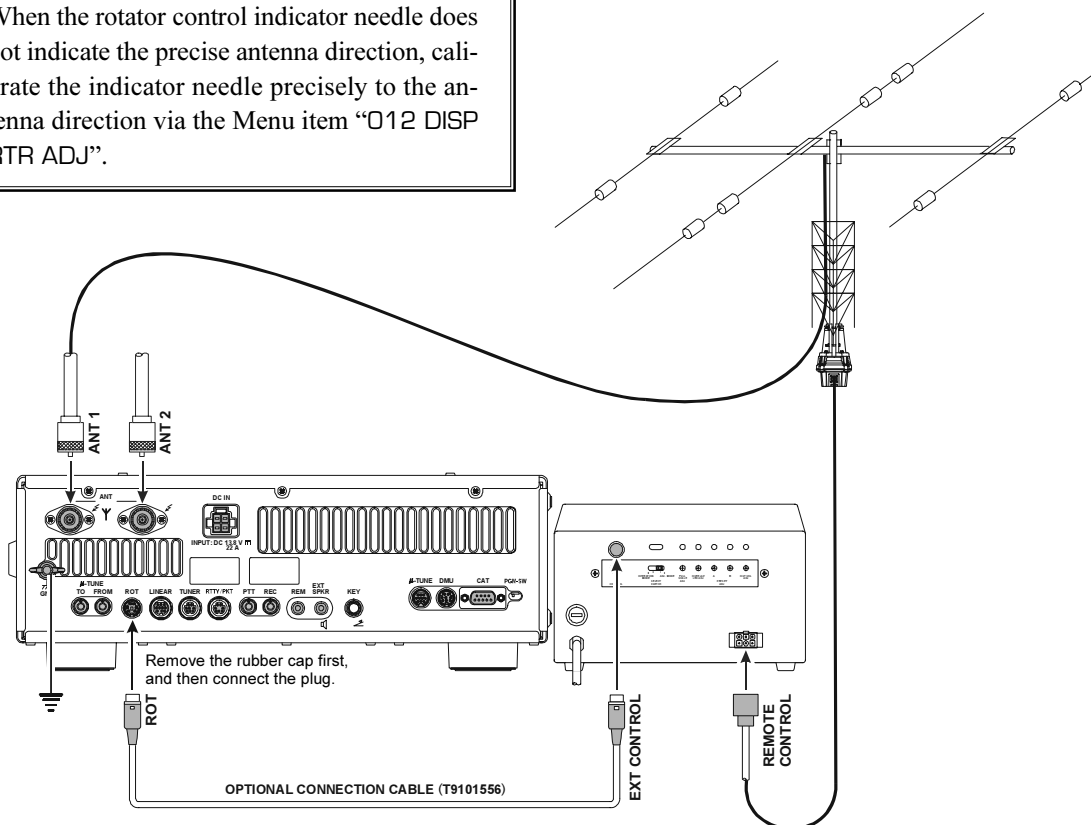 When the rotator control indicator needle does
ot indicate the precise antenna direction, cali-
rate the indicator needle precisely to the an-
enna direction via the Menu item “012 DISP
RTR ADJ”.
ANT 1
ANT 2
ANT
DC IN
INPUT: DC 13.8 V
22 A
µ-TUNE
TO FROM ROT LINEAR TUNER RTTY/PKT PTT REC REM EXT SPKR KEY
µ-TUNE DMU CAT PGM-SW
Remove the rubber cap first,
and then connect the plug.
ROT
EXT CONTROL
REMOTE
CONTROL
OPTIONAL CONNECTION CABLE (T9101556)